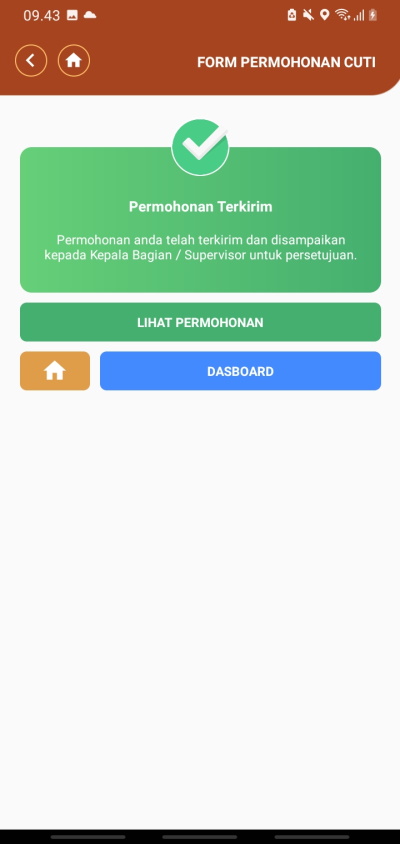 09.43
FORM PERMOHONAN CUTI
Permohonan Terkirim
Permohonan anda telah terkirim dan disampaikan
kepada Kepala Bagian / Supervisor untuk persetujuan.
LIHAT PERMOHONAN
DASBOARD